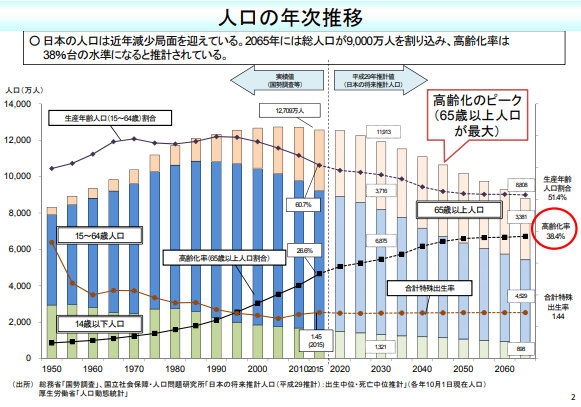 人口の年次推移
○ 日本の人口は近年減少局面を迎えている。2065年には総人口が9,000万人を割り込み、高齢化率は
38%台の水準になると推計されている。
実績値
(国勢調査等)
平成29年推計値
(日本の将来推計人口)
人口(万人)
高齢化のピーク
(65歳以上人口
が最大)
14,000
12,000
10,000
8,000
6,000
4,000
2,000
0
生産年齢人口(15~64歳)割合
12,709万人
11,913
8,808
生産年齢
人口割合
51.4%
60.7%
3,716
65歳以上人口
3,381
高齢化率
38.4%
15~64歳人口
高齢化率(65歳以上人口割合)
26.6%
6,875
合計特殊出生率
4,529
合計特殊
出生率
1.44
14歳以下人口
1.45
(2015)
1,321
898
1950
1960
1970
1980
1990
2000
2010
2015
2020
2030
2040
2050
2060
(出所) 総務省「国勢調査」、国立社会保障・人口問題研究所「日本の将来推計人口(平成29推計):出生中位・死亡中位推計」(各年10月1日現在人口)
厚生労働省「人口動態統計」
2